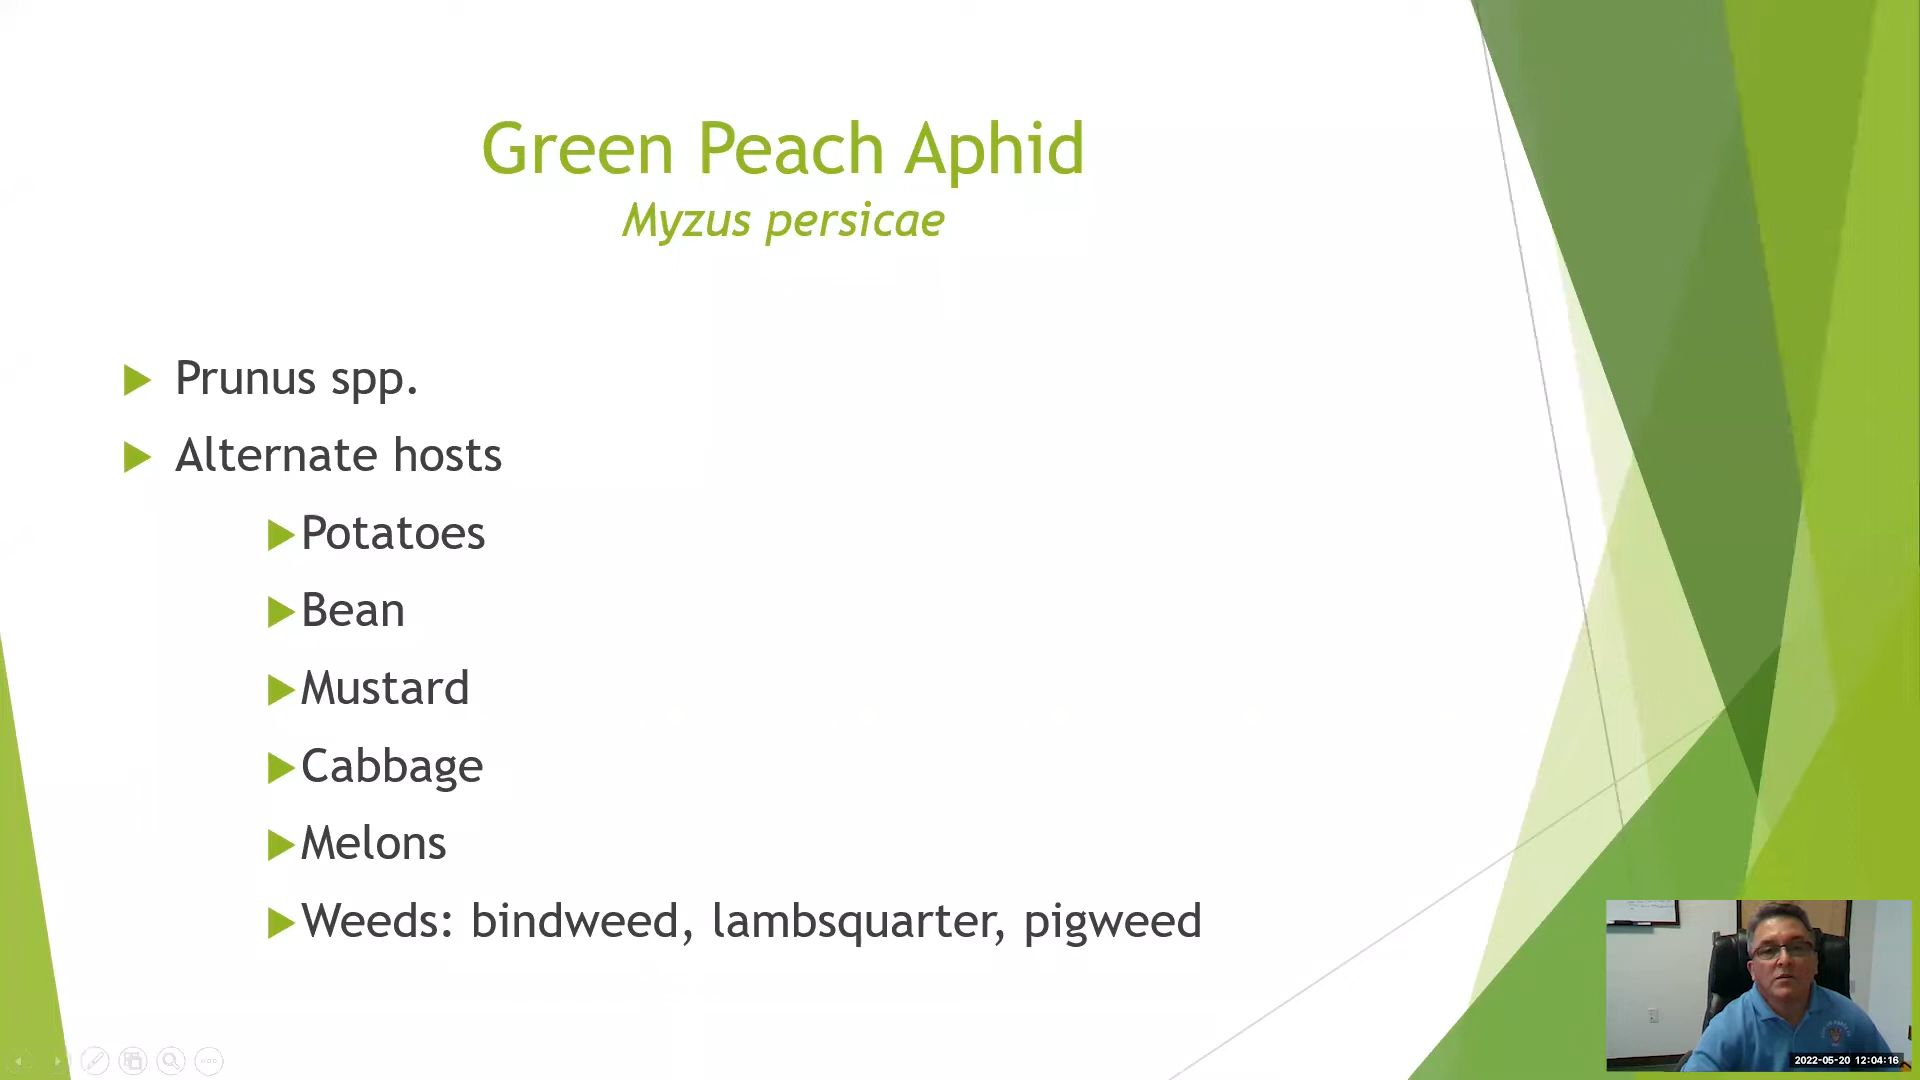 Green Peach Aphid
Myzus persicae
Prunus spp.
Alternate hosts
Potatoes
Bean
Mustard
Cabbage
Melons
Weeds: bindweed, lambsquarter, pigweed
2022-05-20 12:04:16